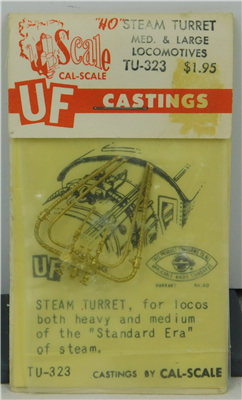 "HO" STEAM TURRET
MED. & LARGE
LOCOMOTIVES
TU-323 $1.95
Scale
CAL-SCALE
UF
CASTINGS
UF
STEAM TURRET, for locos
both heavy and medium
of the "Standard Era"
of steam.
TU-323 CASTINGS BY CAL-SCALE